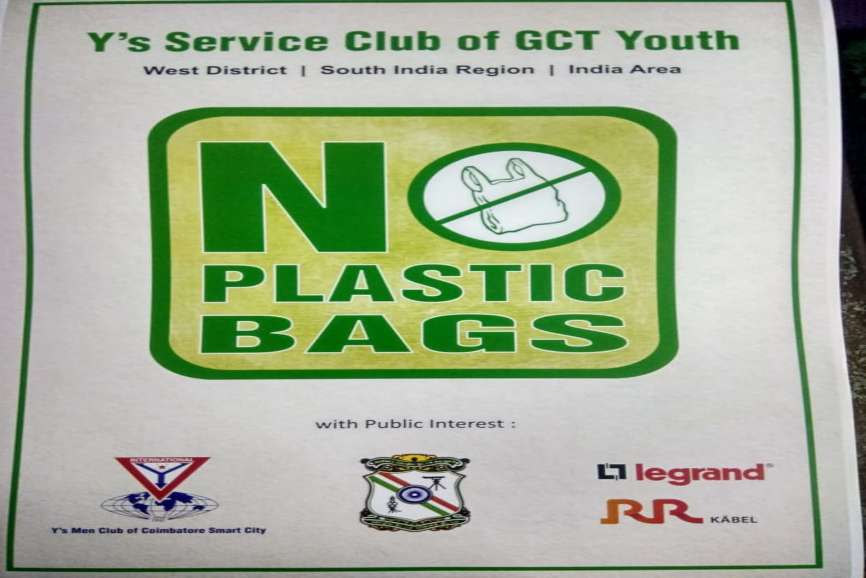 Y's Service Club of GCT Youth
West District | South India Region | India Area
NO
PLASTIC
BAGS
with Public Interest :
INTERNATIONAL
Y's Men Club of Coimbatore Smart City
legrand®
RR KABEL